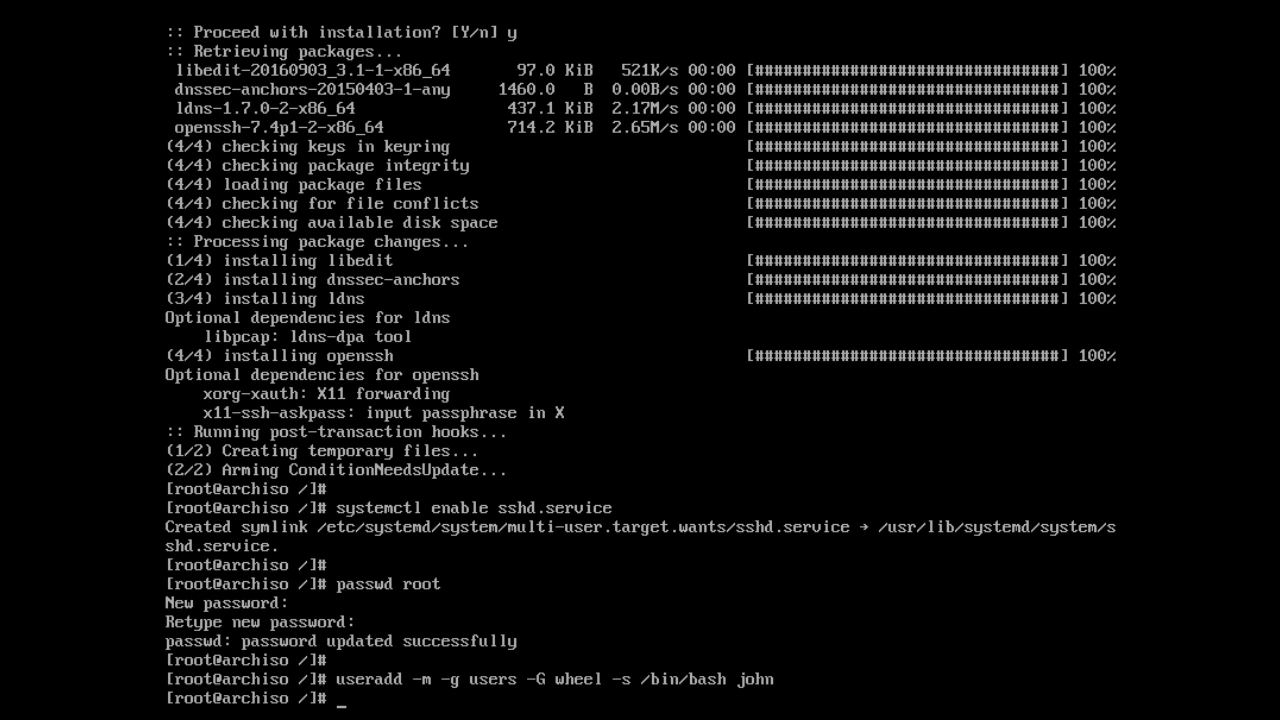 :: Proceed with installation? [Y/n] y
:: Retrieving packages...
 libedit-20160903_3.1-1-x86_64       97.0 KiB   521K/s 00:00 [################################] 100%
 dnssec-anchors-20150403-1-any     1460.0   B  0.00B/s 00:00 [################################] 100%
 ldns-1.7.0-2-x86_64                437.1 KiB  2.17M/s 00:00 [################################] 100%
 openssh-7.4p1-2-x86_64             714.2 KiB  2.65M/s 00:00 [################################] 100%
(4/4) checking keys in keyring                               [################################] 100%
(4/4) checking package integrity                             [################################] 100%
(4/4) loading package files                                  [################################] 100%
(4/4) checking for file conflicts                            [################################] 100%
(4/4) checking available disk space                          [################################] 100%
:: Processing package changes...
(1/4) installing libedit                                     [################################] 100%
(2/4) installing dnssec-anchors                              [################################] 100%
(3/4) installing ldns                                        [################################] 100%
Optional dependencies for ldns
    libpcap: ldns-dpa tool
(4/4) installing openssh                                     [################################] 100%
Optional dependencies for openssh
    xorg-xauth: X11 forwarding
    x11-ssh-askpass: input passphrase in X
:: Running post-transaction hooks...
(1/2) Creating temporary files...
(2/2) Arming ConditionNeedsUpdate...
[root@archiso /]#
[root@archiso /]# systemctl enable sshd.service
Created symlink /etc/systemd/system/multi-user.target.wants/sshd.service → /usr/lib/systemd/system/s
shd.service.
[root@archiso /]#
[root@archiso /]# passwd root
New password:
Retype new password:
passwd: password updated successfully
[root@archiso /]#
[root@archiso /]# useradd -m -g users -G wheel -s /bin/bash john
[root@archiso /]# _